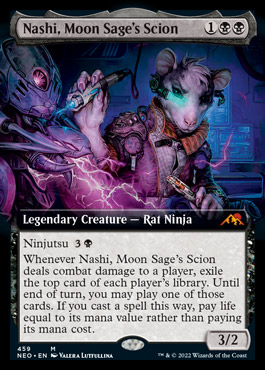 Nashi, Moon Sage's Scion 1
Legendary Creature — Rat Ninja
Ninjutsu 3
Whenever Nashi, Moon Sage's Scion
deals combat damage to a player, exile
the top card of each player's library. Until
end of turn, you may play one of those
cards. If you cast a spell this way, pay life
equal to its mana value rather than paying
its mana cost.
3/2
459 M
NEO • EN VALERA LUTFULLINA
™ & © 2022 Wizards of the Coast